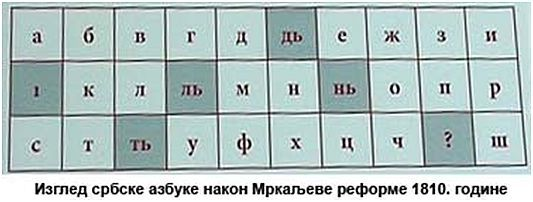 а б в г д дь е ж з и
ı к л ль м н нь о п р
с т ть у ф х ц ч ? ш
Изглед србске азбуке након Мркаљеве реформе 1810. године